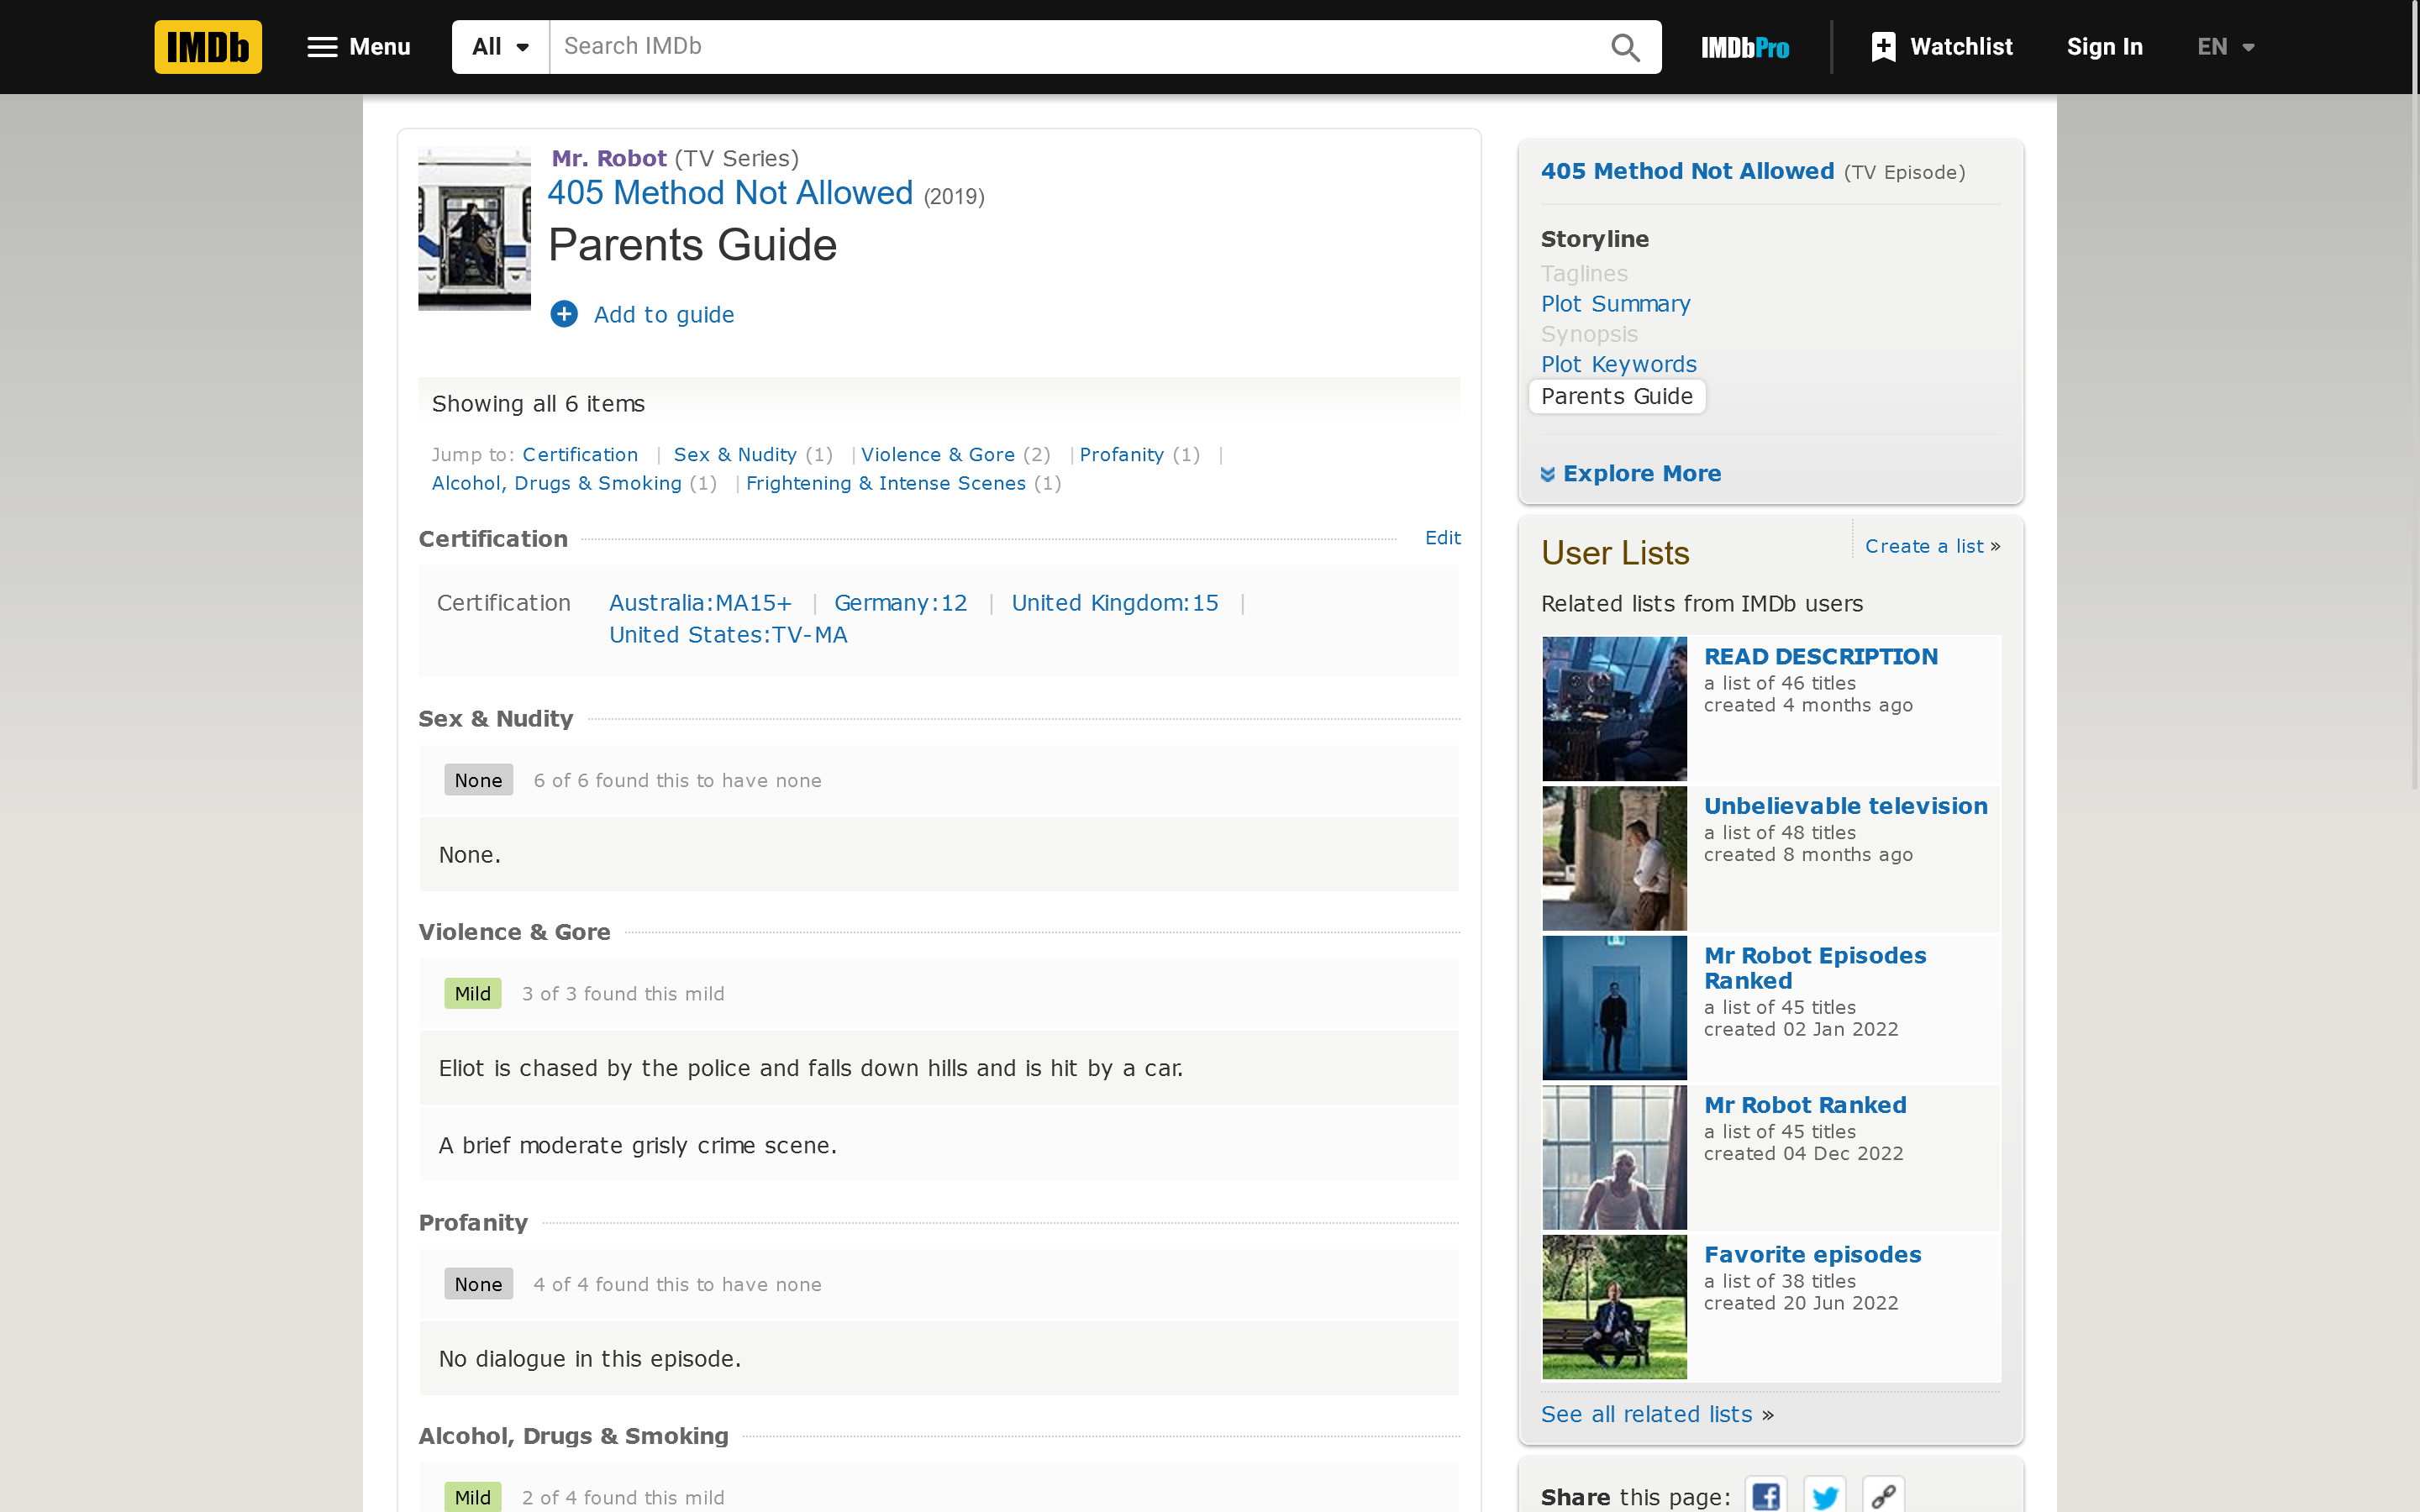 IMDb
Menu
All
Search IMDb
IMDbPro
Watchlist
Sign In
EN
Mr. Robot (TV Series)
405 Method Not Allowed (2019)
Parents Guide
Add to guide
Showing all 6 items
Jump to: Certification | Sex & Nudity (1) | Violence & Gore (2) | Profanity (1) |
Alcohol, Drugs & Smoking (1) | Frightening & Intense Scenes (1)
Certification
Edit
Certification
Australia:MA15+ | Germany:12 | United Kingdom:15 |
United States:TV-MA
Sex & Nudity
None 6 of 6 found this to have none
None.
Violence & Gore
Mild 3 of 3 found this mild
Eliot is chased by the police and falls down hills and is hit by a car.
A brief moderate grisly crime scene.
Profanity
None 4 of 4 found this to have none
No dialogue in this episode.
Alcohol, Drugs & Smoking
Mild 2 of 4 found this mild
405 Method Not Allowed (TV Episode)
Storyline
Taglines
Plot Summary
Synopsis
Plot Keywords
Parents Guide
Explore More
User Lists
Create a list »
Related lists from IMDb users
READ DESCRIPTION
a list of 46 titles
created 4 months ago
Unbelievable television
a list of 48 titles
created 8 months ago
Mr Robot Episodes
Ranked
a list of 45 titles
created 02 Jan 2022
Mr Robot Ranked
a list of 45 titles
created 04 Dec 2022
Favorite episodes
a list of 38 titles
created 20 Jun 2022
See all related lists »
Share this page: